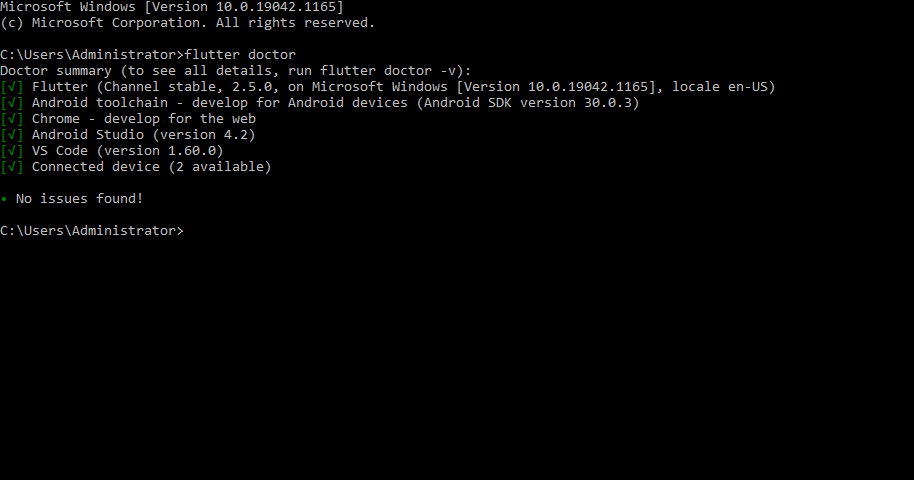 Microsoft Windows [Version 10.0.19042.1165]
(c) Microsoft Corporation. All rights reserved.
C:\Users\Administrator>flutter doctor
Doctor summary (to see all details, run flutter doctor -v):
[√] Flutter (Channel stable, 2.5.0, on Microsoft Windows [Version 10.0.19042.1165], locale en-US)
[√] Android toolchain - develop for Android devices (Android SDK version 30.0.3)
[√] Chrome - develop for the web
[√] Android Studio (version 4.2)
[√] VS Code (version 1.60.0)
[√] Connected device (2 available)
• No issues found!
C:\Users\Administrator>